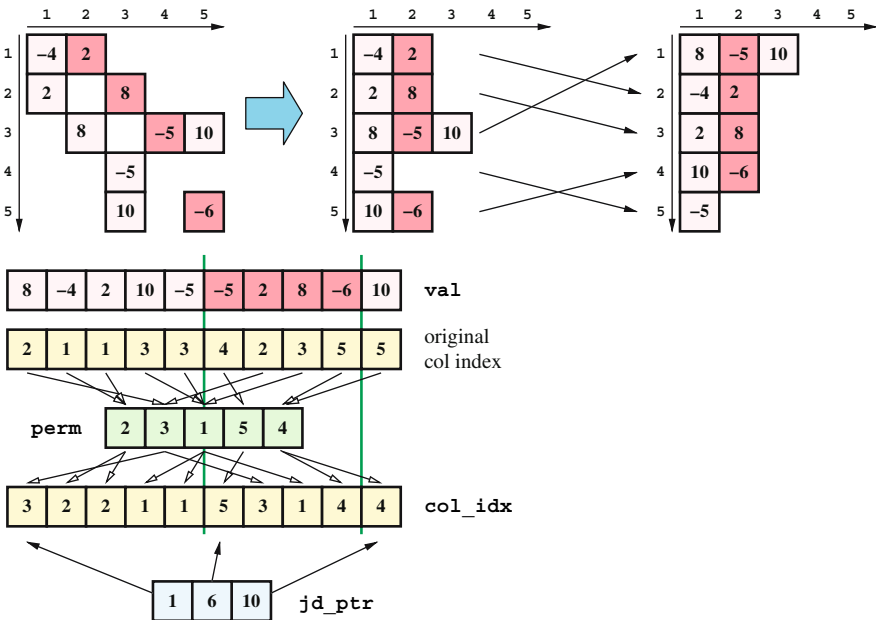 1 2 3 4 5
1 2 3 4 5
1 2 3 4 5
1 −4 2
2 2 8
3 8 −5 10
4 −5
5 10 −6
1 −4 2
2 2 8
3 8 −5 10
4 −5
5 10 −6
1 8 −5 10
2 −4 2
3 2 8
4 10 −6
5 −5
8 −4 2 10 −5 −5 2 8 −6 10 val
2 1 1 3 3 4 2 3 5 5 original
col index
perm 2 3 1 5 4
3 2 2 1 1 5 3 1 4 4 col_idx
1 6 10 jd_ptr